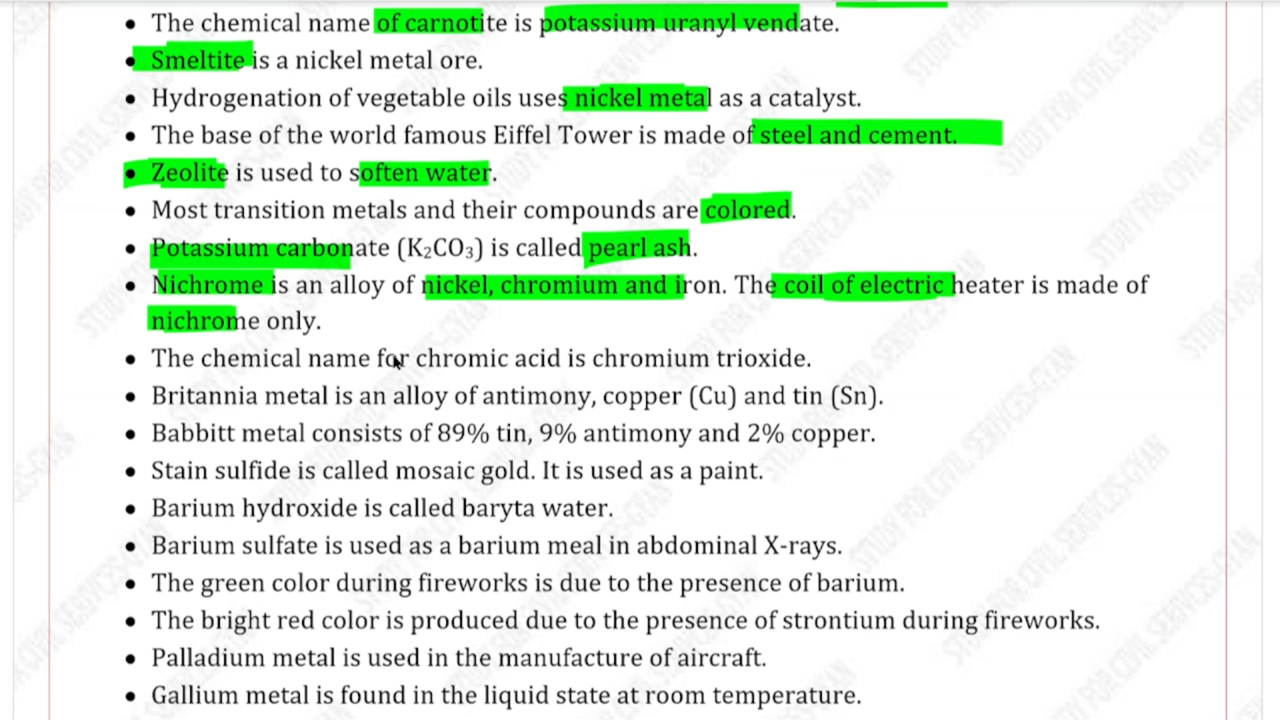 • The chemical name of carnotite is potassium uranyl vendate.
• Smeltite is a nickel metal ore.
• Hydrogenation of vegetable oils uses nickel metal as a catalyst.
• The base of the world famous Eiffel Tower is made of steel and cement.
• Zeolite is used to soften water.
• Most transition metals and their compounds are colored.
• Potassium carbonate (K₂CO₃) is called pearl ash.
• Nichrome is an alloy of nickel, chromium and iron. The coil of electric heater is made of
nichrome only.
• The chemical name for chromic acid is chromium trioxide.
• Britannia metal is an alloy of antimony, copper (Cu) and tin (Sn).
• Babbitt metal consists of 89% tin, 9% antimony and 2% copper.
• Stain sulfide is called mosaic gold. It is used as a paint.
• Barium hydroxide is called baryta water.
• Barium sulfate is used as a barium meal in abdominal X-rays.
• The green color during fireworks is due to the presence of barium.
• The bright red color is produced due to the presence of strontium during fireworks.
• Palladium metal is used in the manufacture of aircraft.
• Gallium metal is found in the liquid state at room temperature.